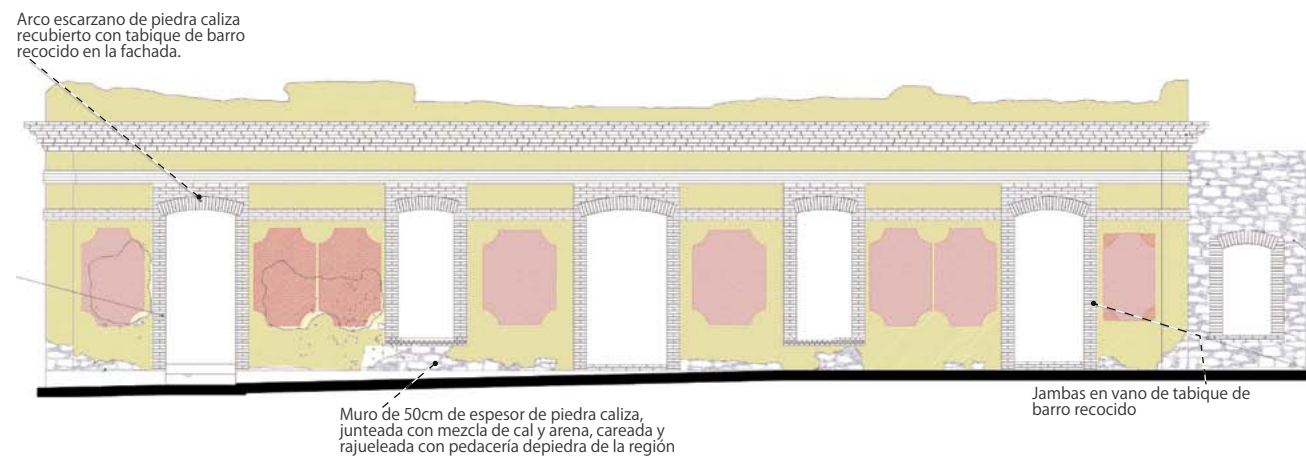 Arco escarzano de piedra caliza
recubierto con tabique de barro
recocido en la fachada.
Muro de 50cm de espesor de piedra caliza,
junteada con mezcla de cal y arena, careada y
rajueleada con pedacería depiedra de la región
Jambas en vano de tabique de
barro recocido